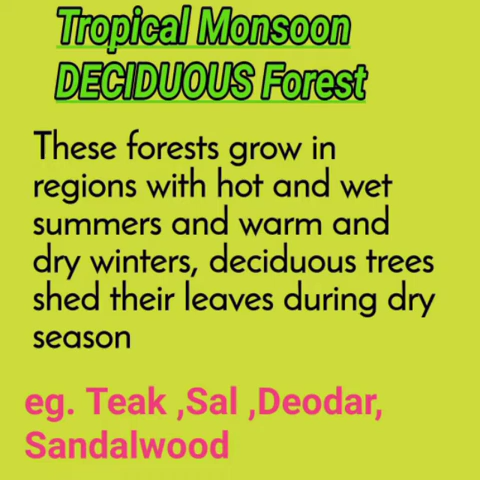 Tropical Monsoon
DECIDUOUS Forest
These forests grow in
regions with hot and wet
summers and warm and
dry winters, deciduous trees
shed their leaves during dry
season
eg. Teak ,Sal ,Deodar,
Sandalwood